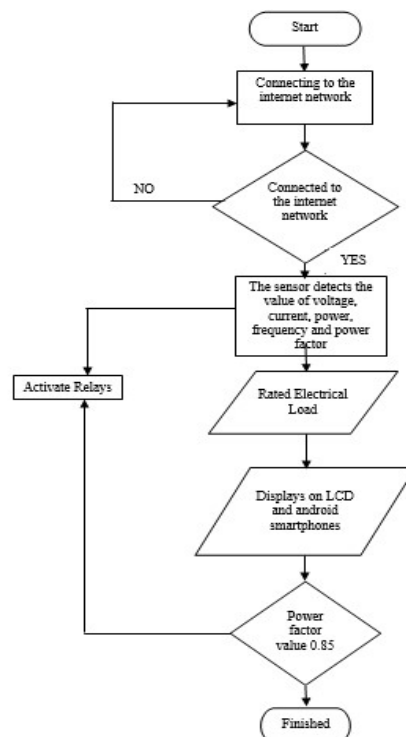 Start
Connecting to the
internet network
Connected to
the internet
network
NO
YES
The sensor detects the
value of voltage,
current, power,
frequency and power
factor
Activate Relays
Rated Electrical
Load
Displays on LCD
and android
smartphones
Power
factor
value 0.85
Finished